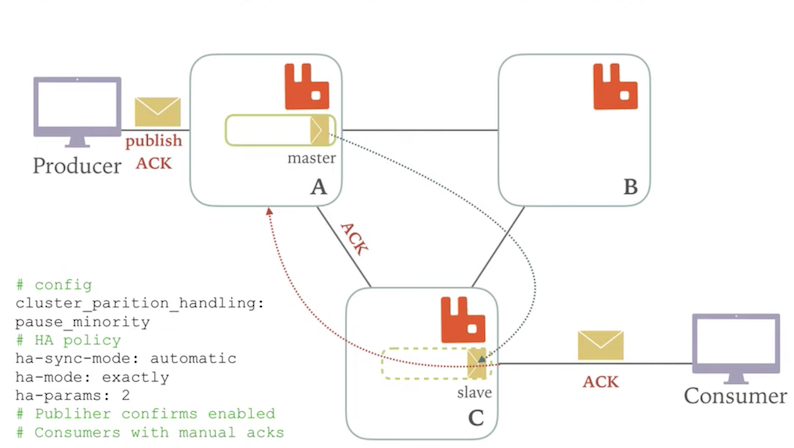 publish
ACK
Producer
master
A
B
ACK
# config
cluster_parition_handling:
pause_minority
# HA policy
ha-sync-mode: automatic
ha-mode: exactly
ha-params: 2
# Publiher confirms enabled
# Consumers with manual acks
slave
C
ACK
Consumer